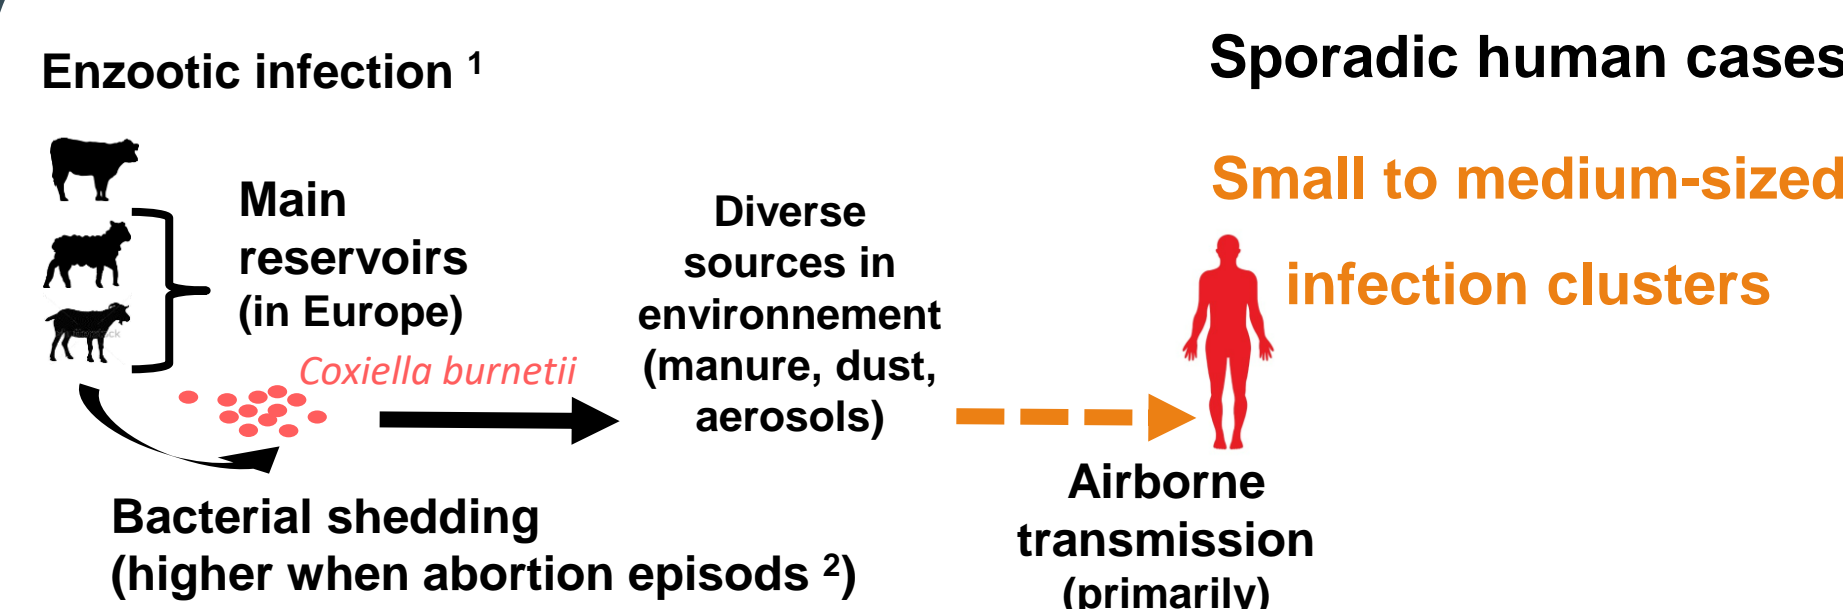 Enzootic infection ¹
Sporadic human cases
Small to medium-sized
infection clusters
Main
reservoirs
(in Europe)
Coxiella burnetii
Diverse
sources in
environnement
(manure, dust,
aerosols)
Bacterial shedding
(higher when abortion episods ²)
Airborne
transmission
(primarily)